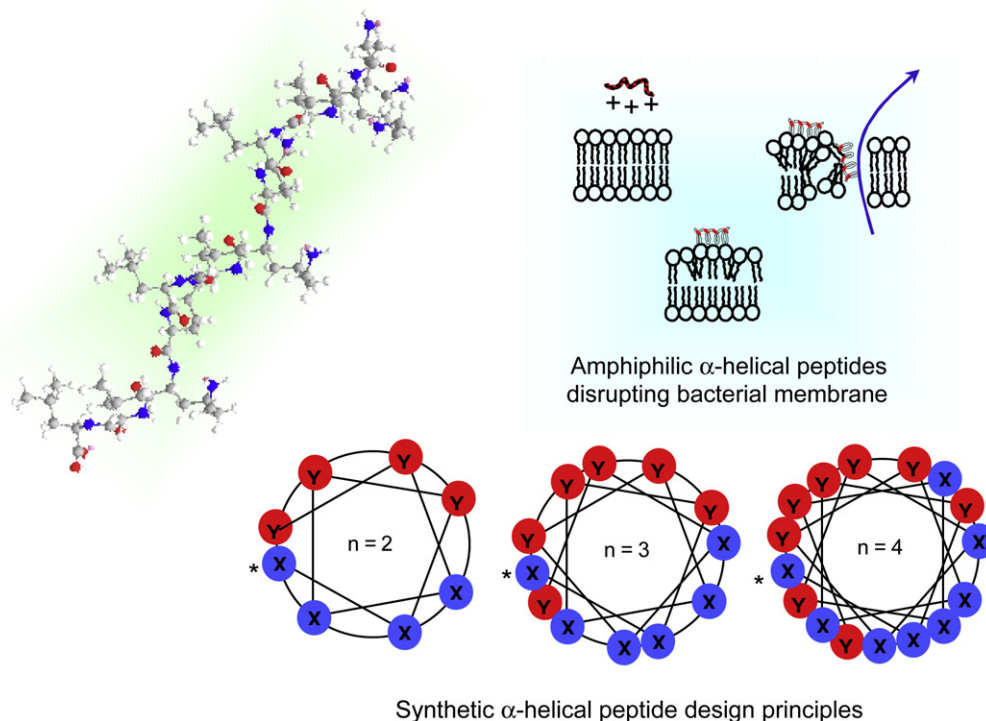 + + +
Amphiphilic α-helical peptides
disrupting bacterial membrane
Y Y
Y Y
n = 2
* X X
X X
Y Y
Y Y
Y X
n = 3
* X
Y X
X X X
Y Y
Y X
Y Y
Y X
n = 4
* X
Y X
X X
Y X X
Synthetic α-helical peptide design principles